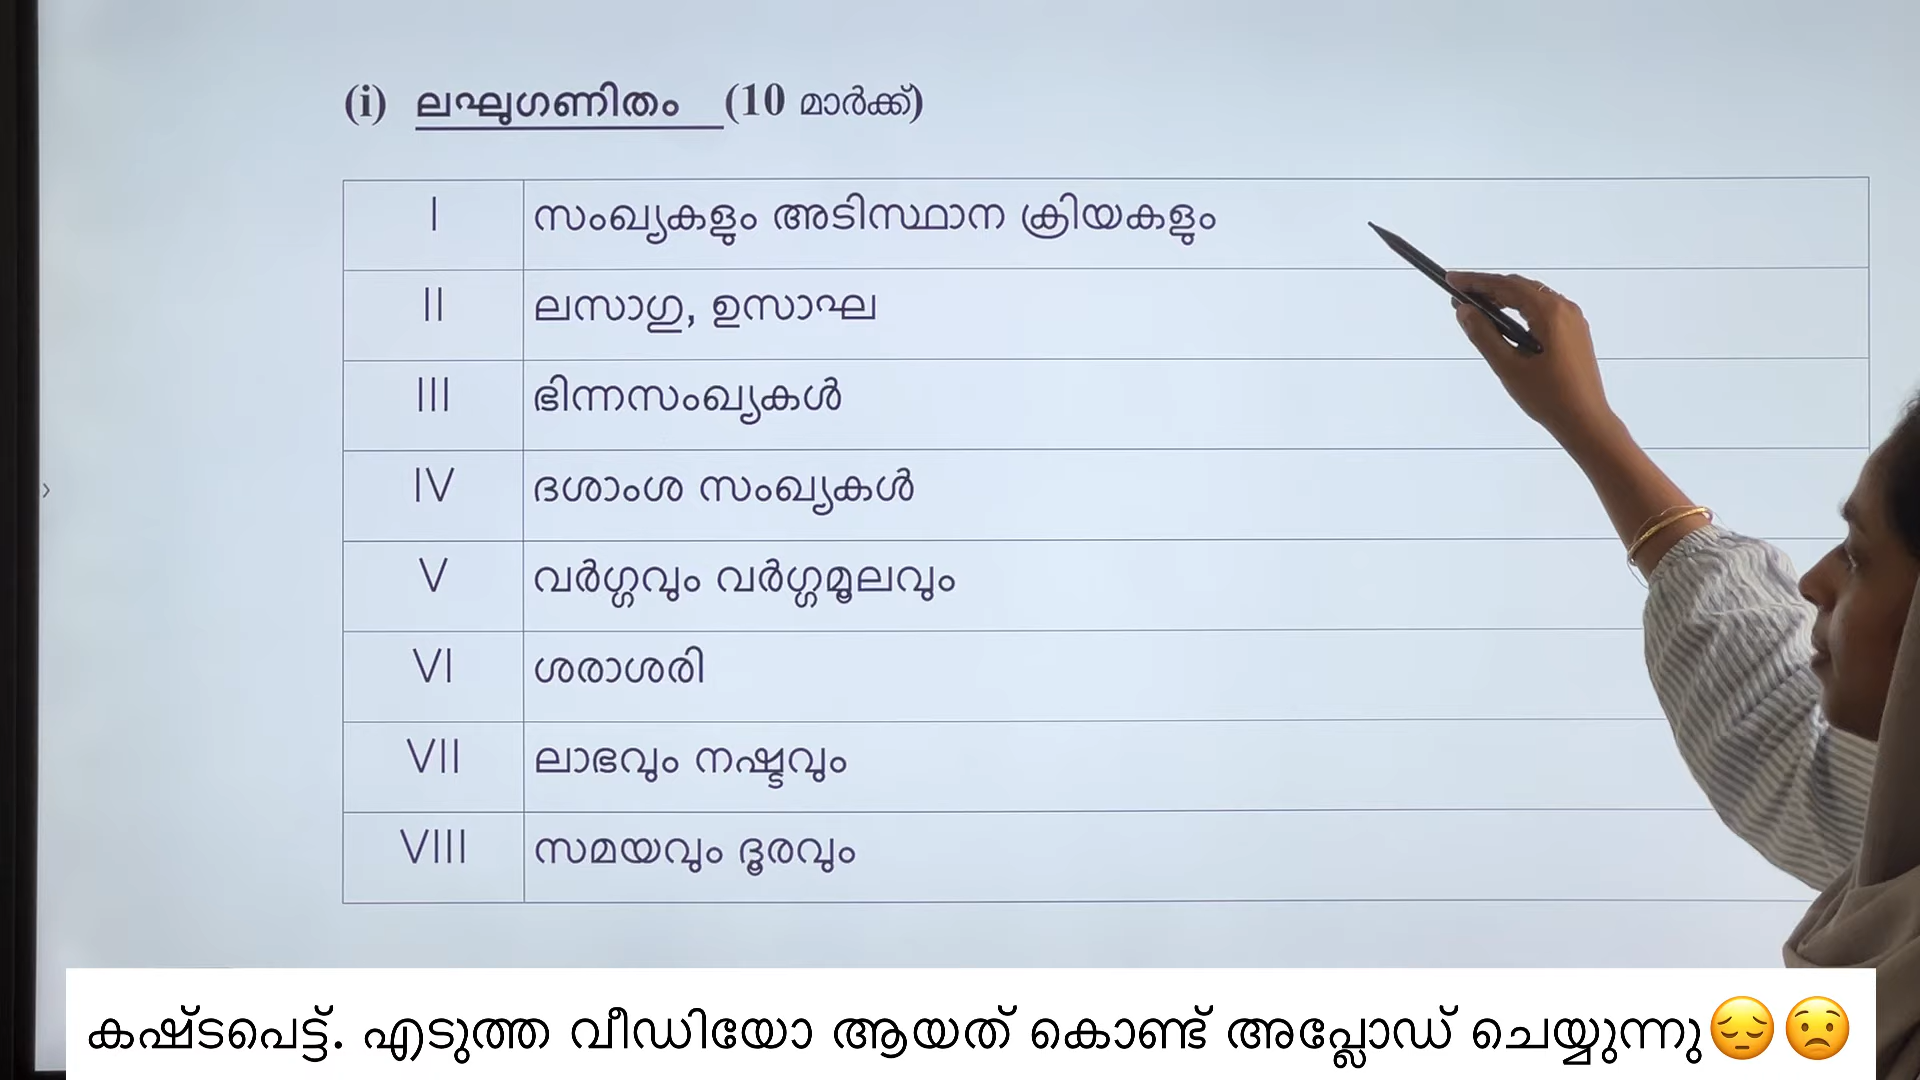 (i) ലഘുഗണിതം (10 മാർക്ക്)
I സംഖ്യകളും അടിസ്ഥാന ക്രിയകളും
II ലസാഗു, ഉസാഘ
III ഭിന്നസംഖ്യകൾ
IV ദശാംശ സംഖ്യകൾ
V വർഗ്ഗവും വർഗ്ഗമൂലവും
VI ശരാശരി
VII ലാഭവും നഷ്ടവും
VIII സമയവും ദൂരവും
കഷ്ടപെട്ട്. എടുത്ത വീഡിയോ ആയത് കൊണ്ട് അപ്ലോഡ് ചെയ്യുന്നു😔😟